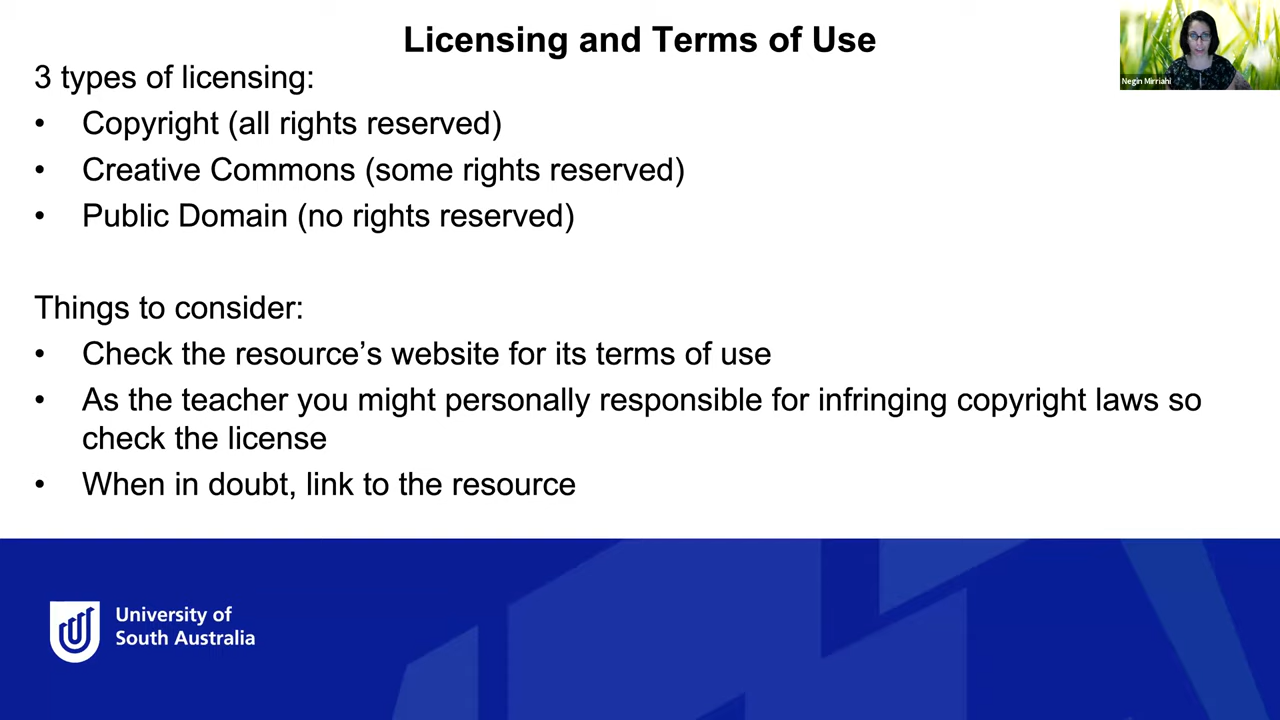 Licensing and Terms of Use
Negin Mirriahi
3 types of licensing:
• Copyright (all rights reserved)
• Creative Commons (some rights reserved)
• Public Domain (no rights reserved)
Things to consider:
• Check the resource’s website for its terms of use
• As the teacher you might personally responsible for infringing copyright laws so
check the license
• When in doubt, link to the resource
University of
South Australia